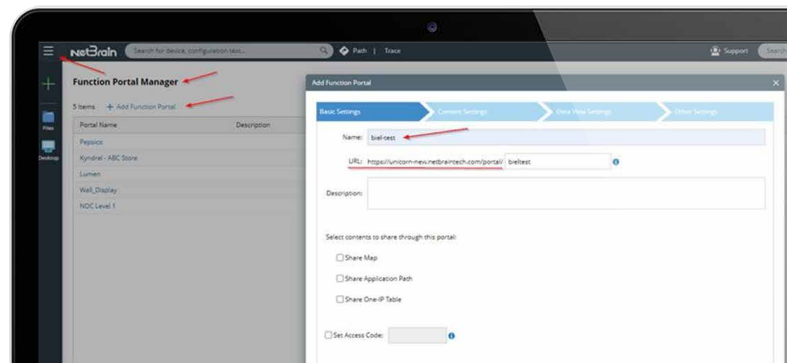 NetBrain
Search for device, configuration item...
Path | Trace
Support
Search
Function Portal Manager
5 items + Add Function Portal
Portal Name Description
Pepsico
Kyndrel - ABC Store
Lumen
Wall_Display
NOC Level 1
Files
Desktop
Add Function Portal
Basic Settings
Content Settings
Data View Settings
Other Settings
Name: biel-test
URL: https://unicorn-new.netbraintech.com/portal/ bieltest
Description:
Select contents to share through this portal:
Share Map
Share Application Path
Share One-IP Table
Set Access Code: